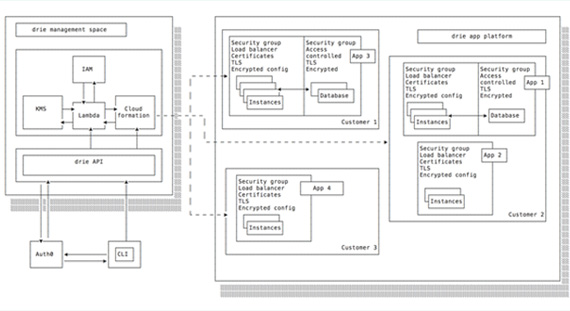 drie management space
IAM
KMS
Lambda
Cloud
formation
drie API
Auth0
CLI
drie app platform
Security group
Load balancer
Certificates
TLS
Encrypted config
Instances
Security group
Access
controlled
TLS
Encrypted
Database
App 3
Customer 1
Security group
Load balancer
Certificates
TLS
Encrypted config
Instances
Security group
Access
controlled
TLS
Encrypted
Database
App 1
Security group
Load balancer
Certificates
TLS
Encrypted config
Instances
App 2
Customer 2
Security group
Load balancer
Certificates
TLS
Encrypted config
Instances
App 4
Customer 3